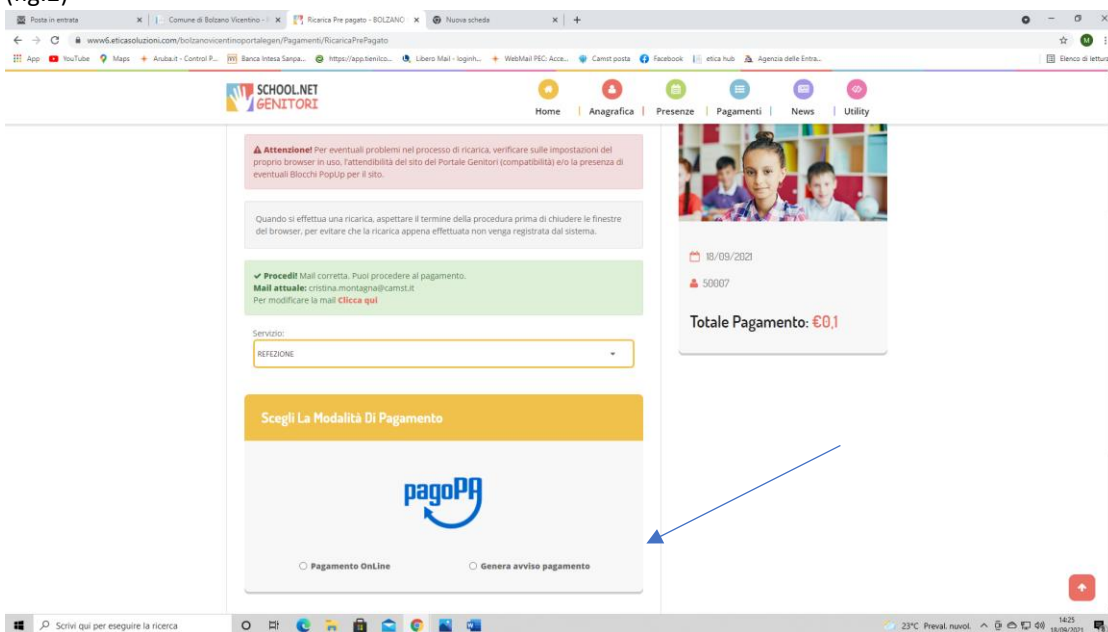 Posta in entrata
Comune di Bolzano Vicentino -
Ricarica Pre pagato - BOLZANO
Nuova scheda
www6.eticasoluzioni.com/bolzanovicentinoportalegen/Pagamenti/RicaricaPrePagato
App YouTube Maps Aruba.it - Control P... Banca Intesa Sanpa... https://app.tienilco... Libero Mail - loginh... WebMail PEC: Acce... Camst posta Facebook etica hub Agenzia delle Entra... Elenco di lettura
SCHOOL.NET
GENITORI
Home Anagrafica Presenze Pagamenti News Utility
Attenzione! Per eventuali problemi nel processo di ricarica, verificare sulle impostazioni del
proprio browser in uso, l'attendibilità del sito del Portale Genitori (compatibilità) e/o la presenza di
eventuali Blocchi PopUp per il sito.
Quando si effettua una ricarica, aspettare il termine della procedura prima di chiudere le finestre
del browser, per evitare che la ricarica appena effettuata non venga registrata dal sistema.
Procedi! Mail corretta. Puoi procedere al pagamento.
Mail attuale: cristina.montagna@camst.it
Per modificare la mail Clicca qui
Servizio:
REFEZIONE
18/09/2021
50007
Totale Pagamento: €0,1
Scegli La Modalità Di Pagamento
pagoPA
Pagamento OnLine
Genera avviso pagamento
Scrivi qui per eseguire la ricerca
23°C Preval. nuvol.
14:25
18/09/2021